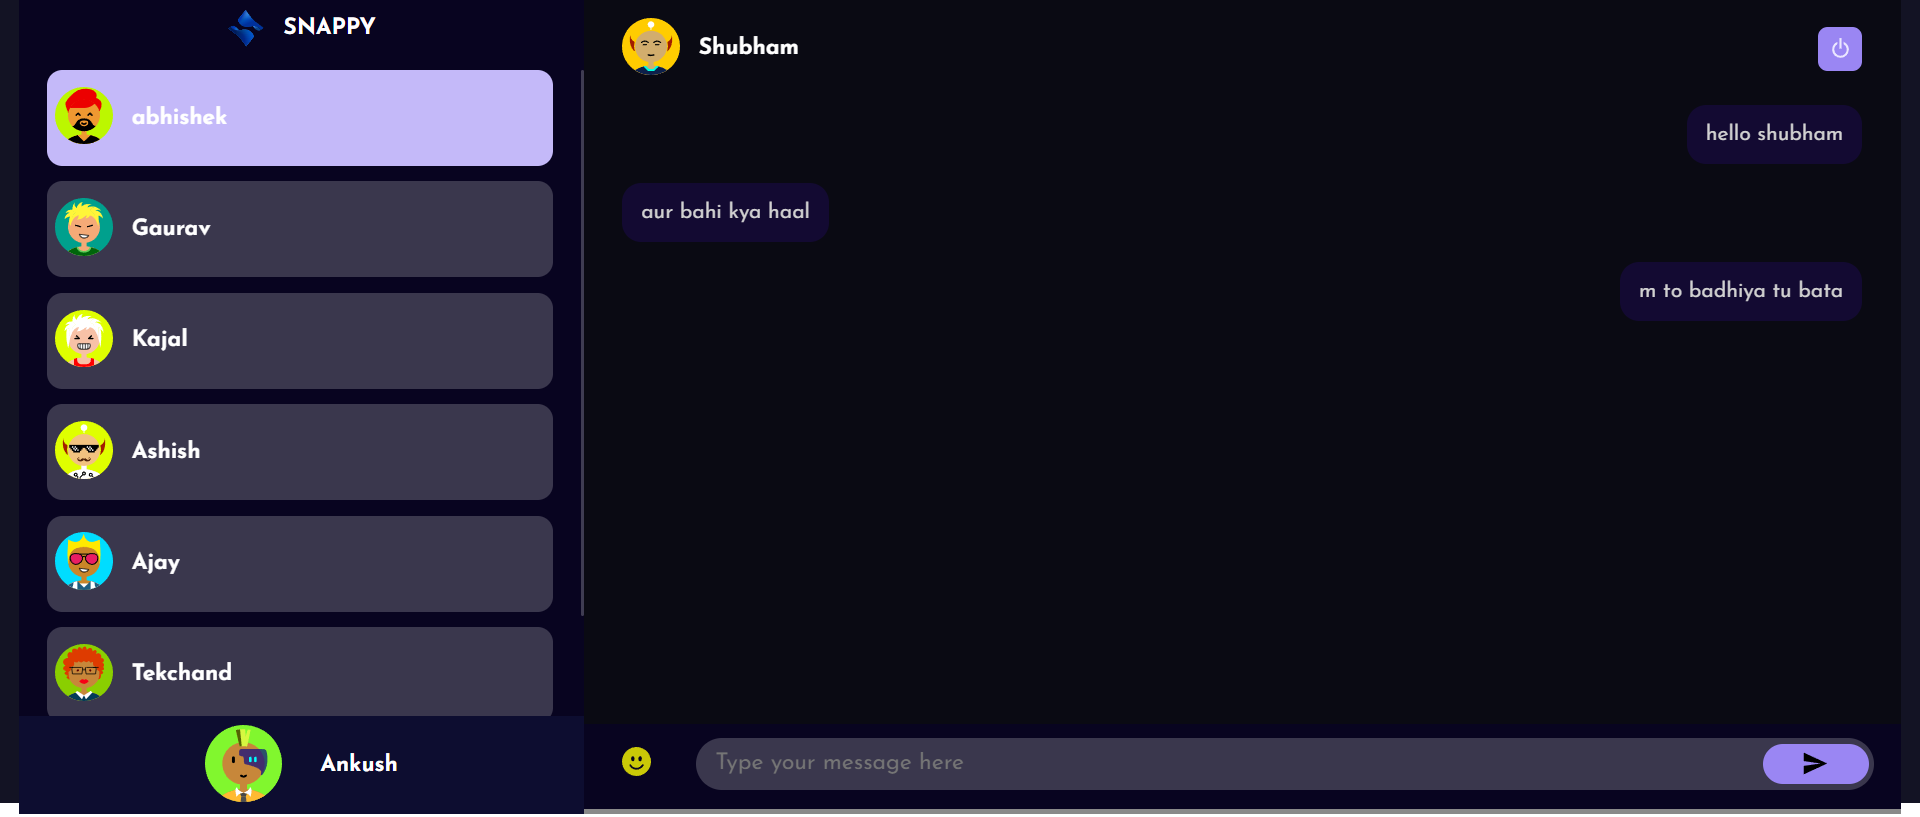 SNAPPY
abhishek
Gaurav
Kajal
Ashish
Ajay
Tekchand
Ankush
Shubham
hello shubham
aur bahi kya haal
m to badhiya tu bata
Type your message here